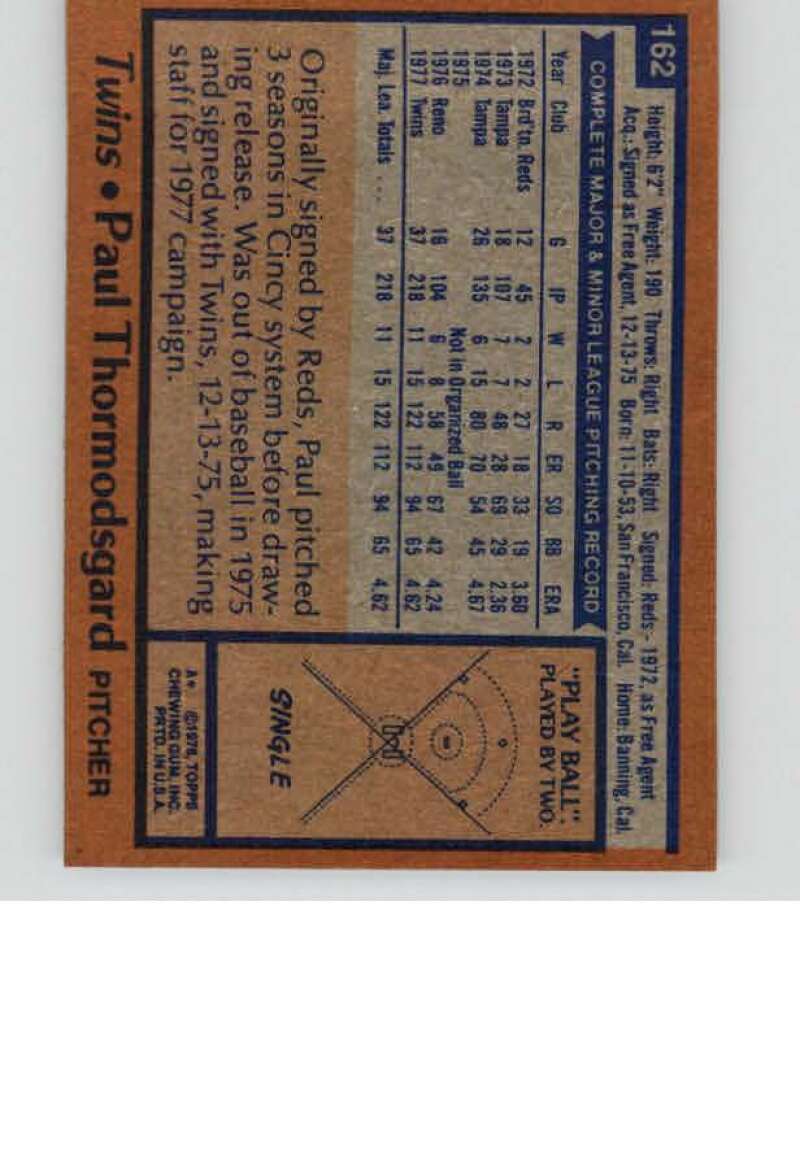 162
Height: 6'2" Weight: 190 Throws: Right Bats: Right Signed: Reds - 1972, as Free Agent
Acq.: Signed as Free Agent, 12-13-75 Born: 11-10-53, San Francisco, Cal. Home: Banning, Cal.
COMPLETE MAJOR & MINOR LEAGUE PITCHING RECORD
Year Club G IP W L R ER SO BB ERA
1972 Brd'tn. Reds 12 45 2 2 27 18 33 19 3.60
1973 Tampa 18 107 7 7 48 28 69 29 2.36
1974 Tampa 26 135 6 15 80 70 54 45 4.67
1975 Not in Organized Ball
1976 Reno 16 104 6 8 58 49 67 42 4.24
1977 Twins 37 218 11 15 122 112 94 65 4.62
Maj. Lea. Totals . . . 37 218 11 15 122 112 94 65 4.62
Originally signed by Reds, Paul pitched
3 seasons in Cincy system before draw-
ing release. Was out of baseball in 1975
and signed with Twins, 12-13-75, making
staff for 1977 campaign.
"PLAY BALL"
PLAYED BY TWO.
SINGLE
A* ©1978, TOPPS
CHEWING GUM, INC.
PRTD. IN U.S.A.
Twins • Paul Thormodsgard PITCHER